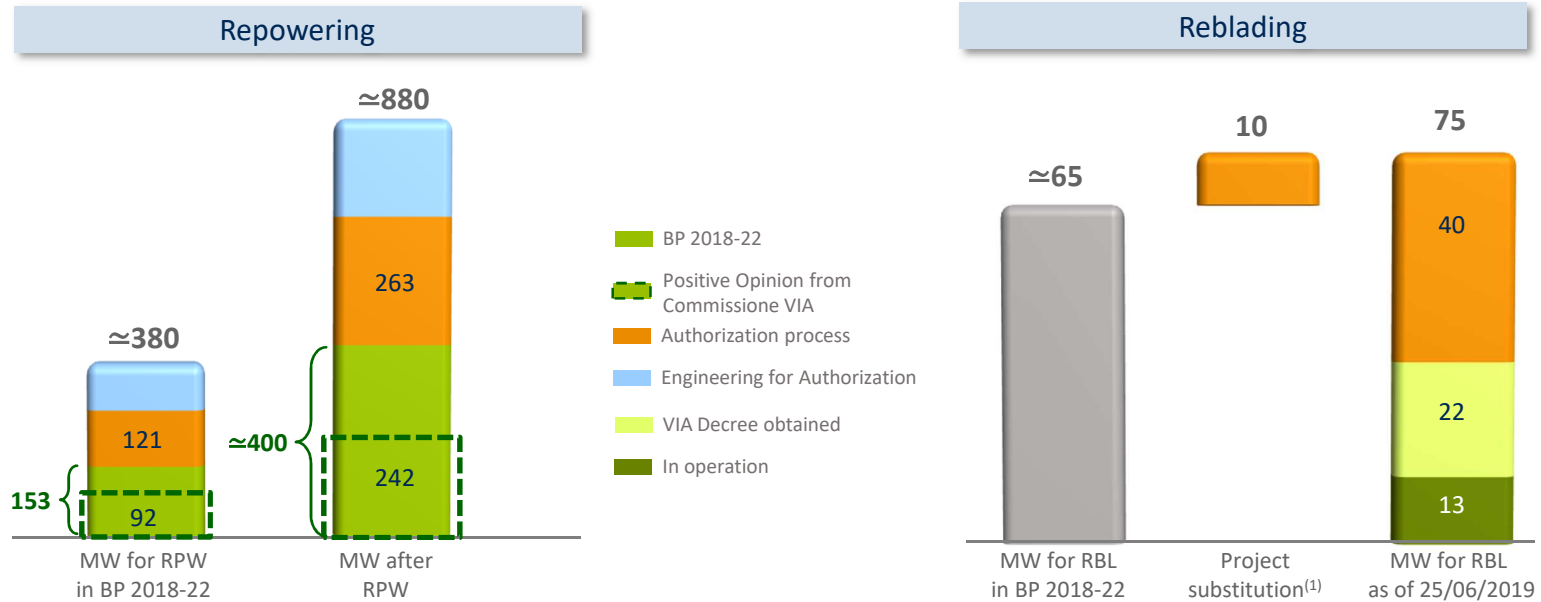 Repowering
≃880
263
≃380
121
≃400
242
153
92
MW for RPW
in BP 2018-22
MW after
RPW
BP 2018-22
Positive Opinion from
Commissione VIA
Authorization process
Engineering for Authorization
VIA Decree obtained
In operation
Reblading
≃65
10
75
40
22
13
MW for RBL
in BP 2018-22
Project
substitution(1)
MW for RBL
as of 25/06/2019